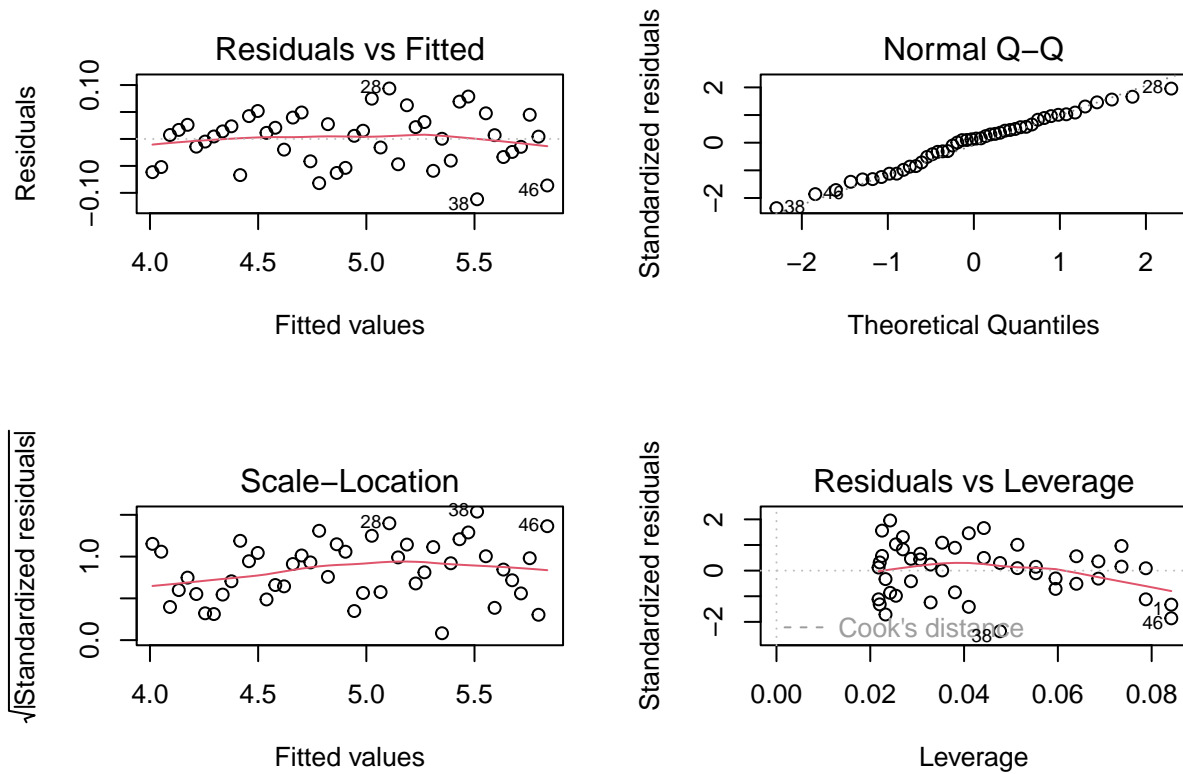 Residuals vs Fitted
Residuals
0.10
−0.10
28
38
46
4.0 4.5 5.0 5.5
Fitted values
Normal Q−Q
Standardized residuals
2
0
−2
28
38
46
−2 −1 0 1 2
Theoretical Quantiles
Scale−Location
√|Standardized residuals|
1.0
0.0
28
38
46
4.0 4.5 5.0 5.5
Fitted values
Residuals vs Leverage
Standardized residuals
2
0
−2
1
46
38
Cook's distance
0.00 0.02 0.04 0.06 0.08
Leverage